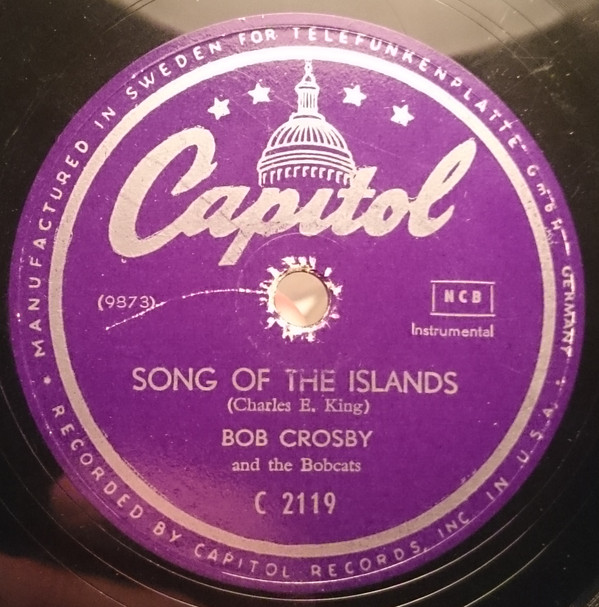 MANUFACTURED IN SWEDEN FOR TELEFUNKENPLATTE GmbH — GERMANY
Capitol
(9873)
NCB
Instrumental
SONG OF THE ISLANDS
(Charles E. King)
BOB CROSBY
and the Bobcats
C 2119
RECORDED BY CAPITOL RECORDS, INC. IN U.S.A.